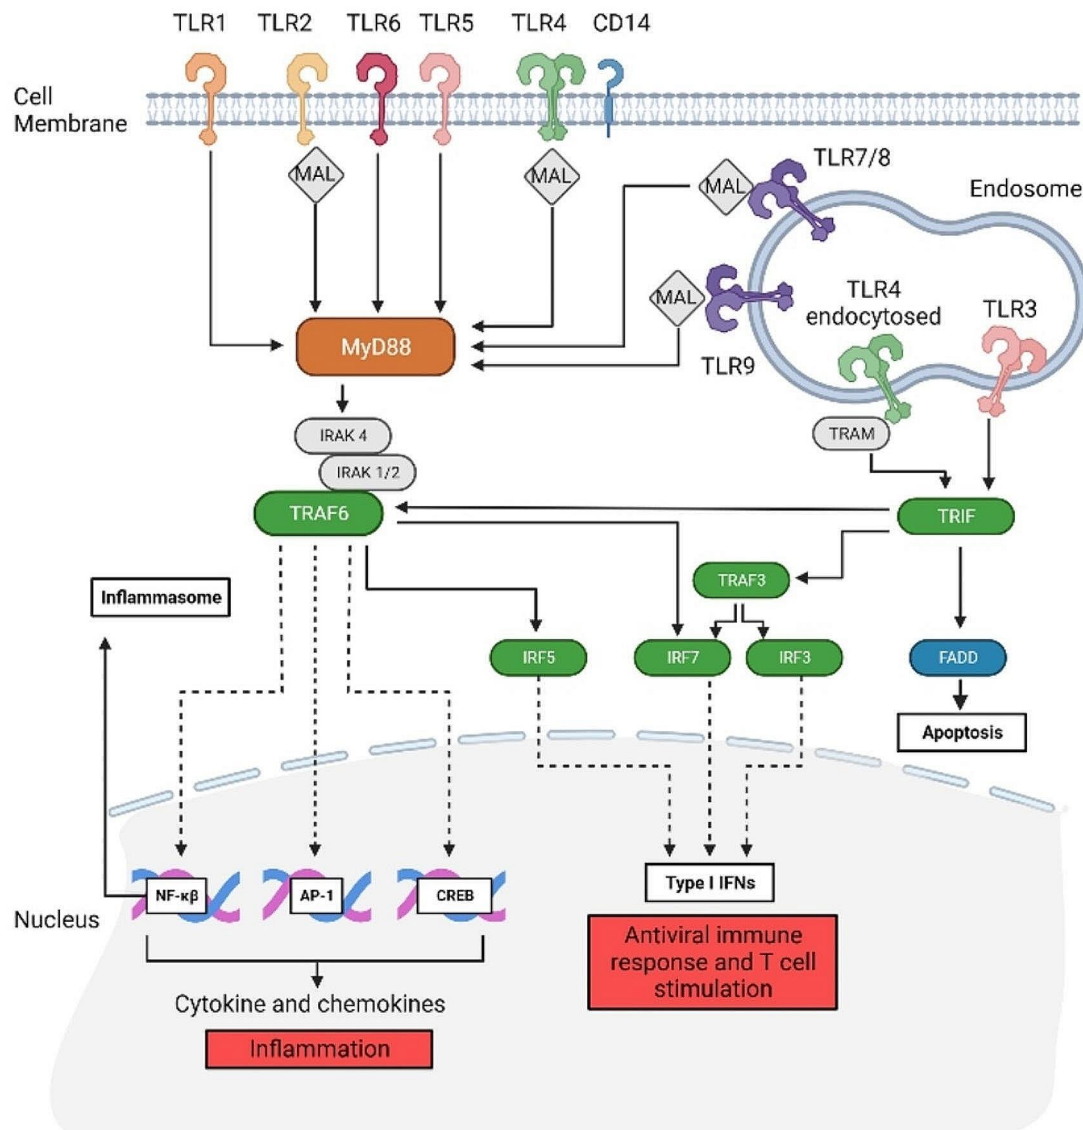 TLR1
TLR2
TLR6
TLR5
TLR4
CD14
Cell
Membrane
MAL
MAL
MAL
TLR7/8
Endosome
MAL
TLR9
TLR4
endocytosed
TLR3
MyD88
IRAK 4
IRAK 1/2
TRAF6
TRAM
TRIF
TRAF3
Inflammasome
IRF5
IRF7
IRF3
FADD
Apoptosis
NF-κβ
AP-1
CREB
Type I IFNs
Nucleus
Antiviral immune
response and T cell
stimulation
Cytokine and chemokines
Inflammation